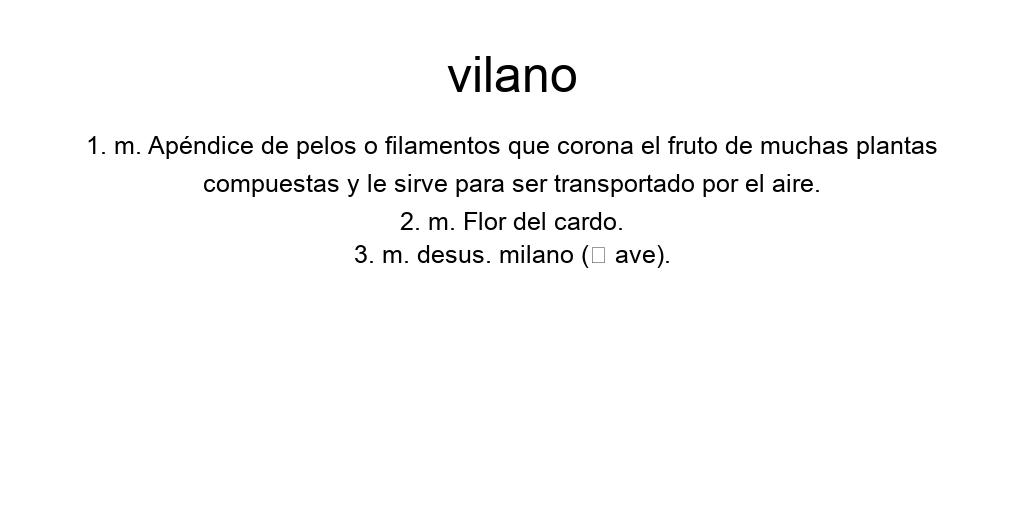 vilano
1. m. Apéndice de pelos o filamentos que corona el fruto de muchas plantas
compuestas y le sirve para ser transportado por el aire.
2. m. Flor del cardo.
3. m. desus. milano (□ ave).